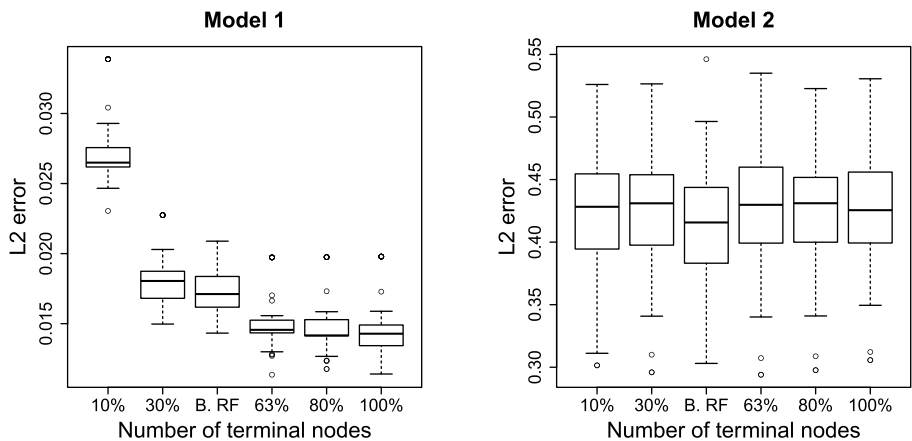 Model 1
L2 error
0.030
0.025
0.020
0.015
10% 30% B. RF 63% 80% 100%
Number of terminal nodes
Model 2
L2 error
0.55
0.50
0.45
0.40
0.35
0.30
10% 30% B. RF 63% 80% 100%
Number of terminal nodes